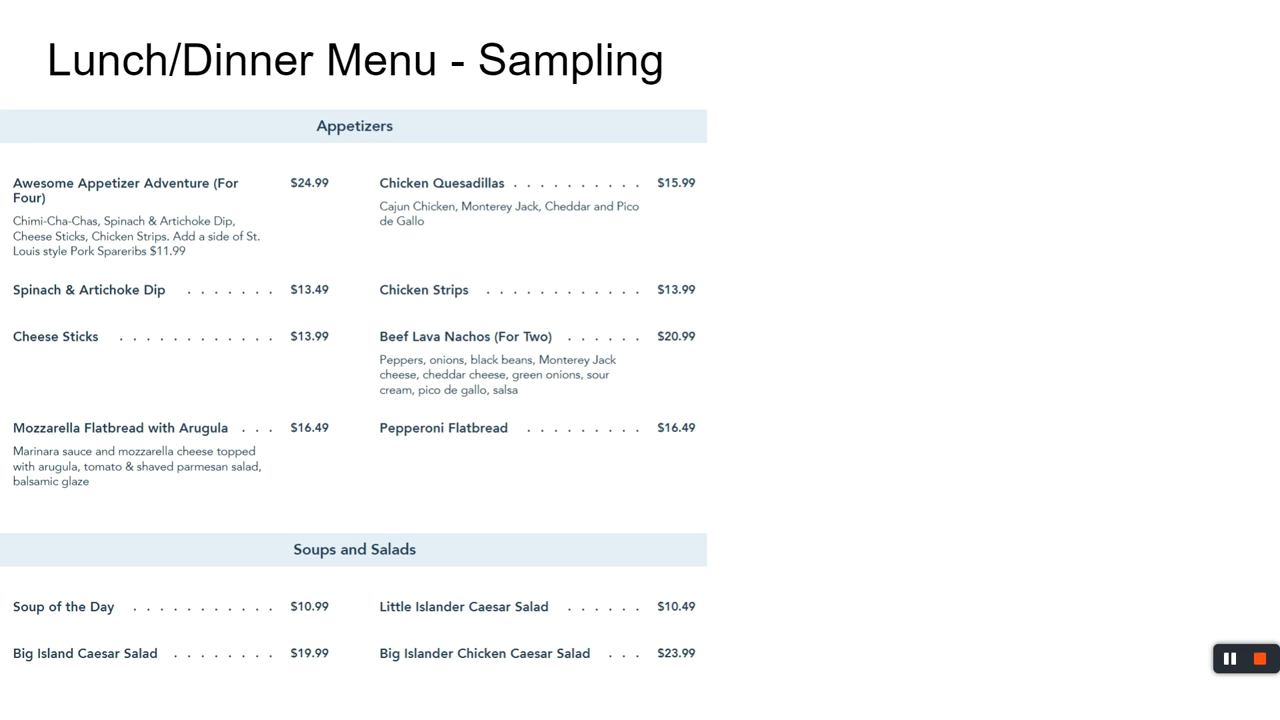 Lunch/Dinner Menu - Sampling
Appetizers
Awesome Appetizer Adventure (For
Four) $24.99
Chimi-Cha-Chas, Spinach & Artichoke Dip,
Cheese Sticks, Chicken Strips. Add a side of St.
Louis style Pork Spareribs $11.99
Chicken Quesadillas . . . . . . . . . . $15.99
Cajun Chicken, Monterey Jack, Cheddar and Pico
de Gallo
Spinach & Artichoke Dip . . . . . . . $13.49
Chicken Strips . . . . . . . . . . . . $13.99
Cheese Sticks . . . . . . . . . . . . $13.99
Beef Lava Nachos (For Two) . . . . . . $20.99
Peppers, onions, black beans, Monterey Jack
cheese, cheddar cheese, green onions, sour
cream, pico de gallo, salsa
Mozzarella Flatbread with Arugula . . . $16.49
Marinara sauce and mozzarella cheese topped
with arugula, tomato & shaved parmesan salad,
balsamic glaze
Pepperoni Flatbread . . . . . . . . . $16.49
Soups and Salads
Soup of the Day . . . . . . . . . . . $10.99
Little Islander Caesar Salad . . . . . . $10.49
Big Island Caesar Salad . . . . . . . . $19.99
Big Islander Chicken Caesar Salad . . . $23.99